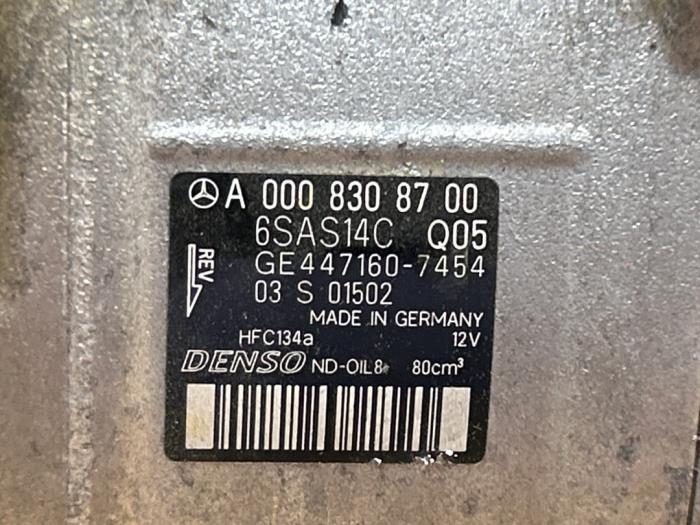 A 000 830 87 00
6SAS14C Q05
REV
GE447160-7454
03 S 01502
MADE IN GERMANY
HFC134a 12V
DENSO ND-OIL8 80cm³